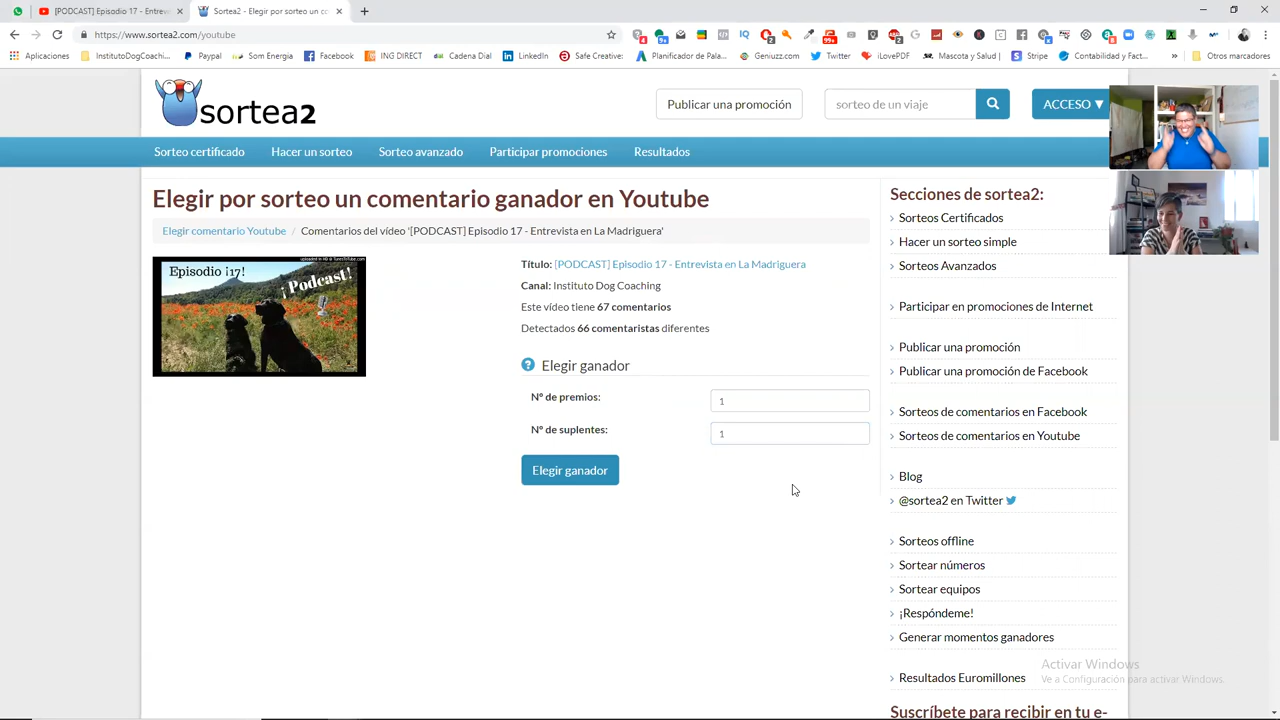 [PODCAST] Episodio 17 - Entrevi
Sortea2 - Elegir por sorteo un co
https://www.sortea2.com/youtube
Aplicaciones
InstitutoDogCoachi...
Paypal
Som Energia
Facebook
ING DIRECT
Cadena Dial
LinkedIn
Safe Creative:
Planificador de Pala...
Geniuzz.com
Twitter
iLovePDF
Mascota y Salud |
Stripe
Contabilidad y Fact...
»
Otros marcadores
sortea2
Publicar una promoción
sorteo de un viaje
ACCESO ▼
Sorteo certificado
Hacer un sorteo
Sorteo avanzado
Participar promociones
Resultados
Elegir por sorteo un comentario ganador en Youtube
Elegir comentario Youtube / Comentarios del vídeo '[PODCAST] Episodio 17 - Entrevista en La Madriguera'
Episodio ¡17!
¡Podcast!
Título: [PODCAST] Episodio 17 - Entrevista en La Madriguera
Canal: Instituto Dog Coaching
Este vídeo tiene 67 comentarios
Detectados 66 comentaristas diferentes
Elegir ganador
Nº de premios:
1
Nº de suplentes:
1
Elegir ganador
Secciones de sortea2:
Sorteos Certificados
Hacer un sorteo simple
Sorteos Avanzados
Participar en promociones de Internet
Publicar una promoción
Publicar una promoción de Facebook
Sorteos de comentarios en Facebook
Sorteos de comentarios en Youtube
Blog
@sortea2 en Twitter
Sorteos offline
Sortear números
Sortear equipos
¡Respóndeme!
Generar momentos ganadores
Resultados Euromillones
Suscríbete para recibir en tu e-
Activar Windows
Ve a Configuración para activar Windows.